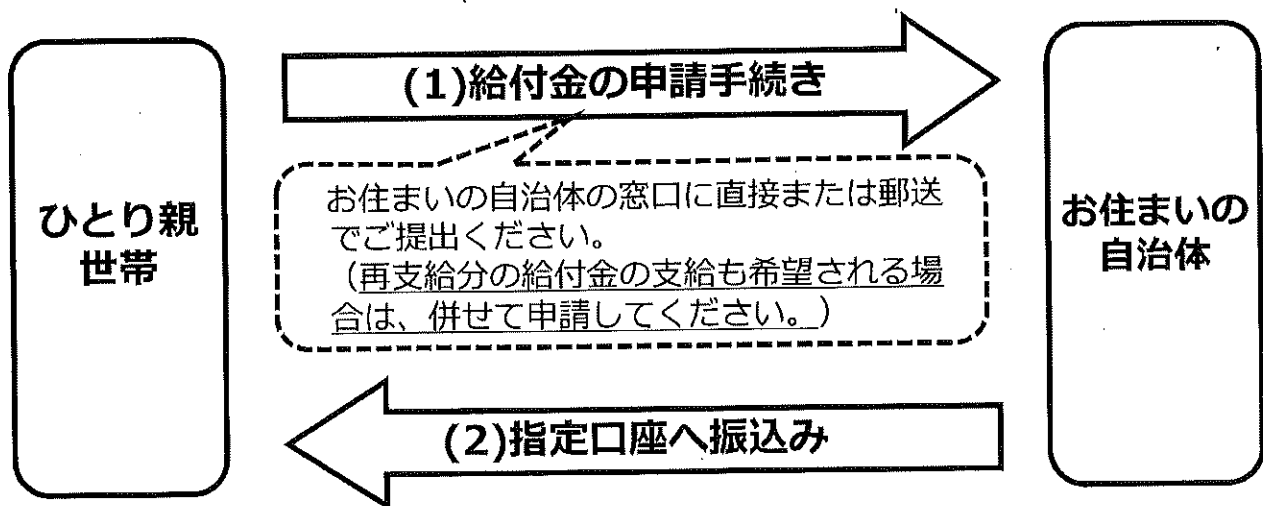 (1)給付金の申請手続き
ひとり親
世帯
お住まいの自治体の窓口に直接または郵送
でご提出ください。
(再支給分の給付金の支給も希望される場
合は、併せて申請してください。)
お住まいの
自治体
(2)指定口座へ振込み